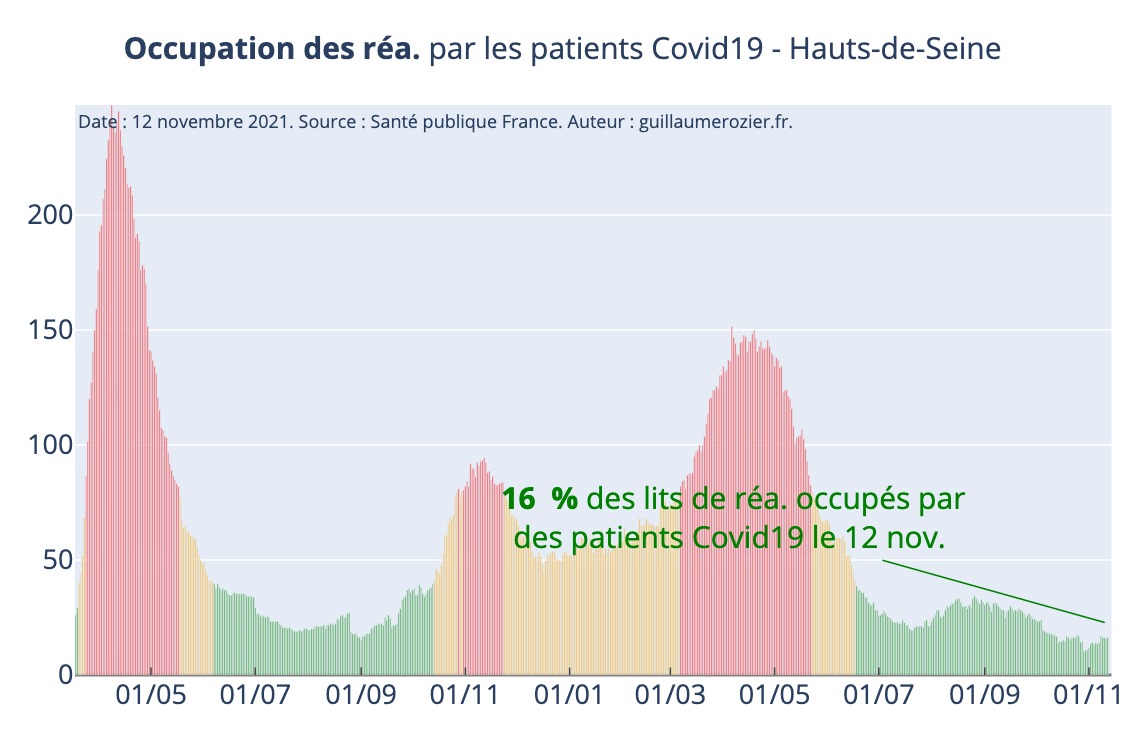 Occupation des réa. par les patients Covid19 - Hauts-de-Seine
Date : 12 novembre 2021. Source : Santé publique France. Auteur : guillaumerozier.fr.
200
150
100
50
0
16 % des lits de réa. occupés par
des patients Covid19 le 12 nov.
01/05 01/07 01/09 01/11 01/01 01/03 01/05 01/07 01/09 01/11